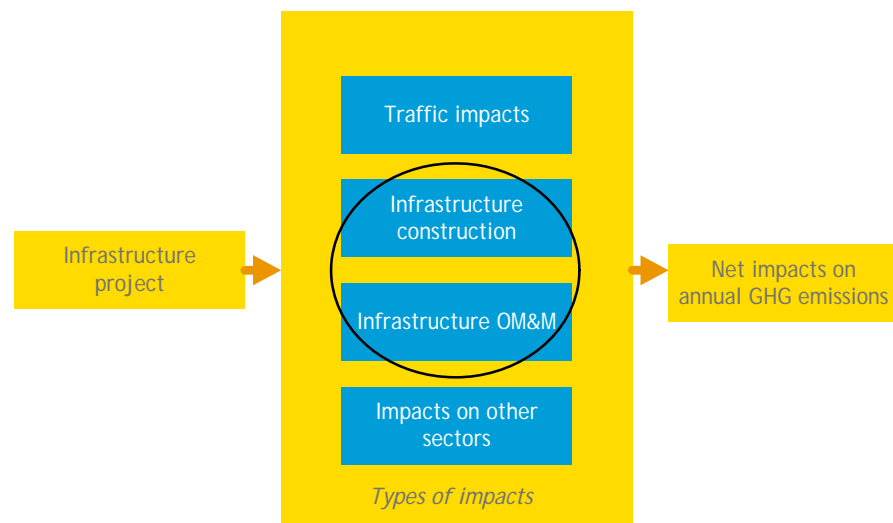 Traffic impacts
Infrastructure
construction
Infrastructure
project
Net impacts on
annual GHG emissions
Infrastructure OM&M
Impacts on other
sectors
Types of impacts